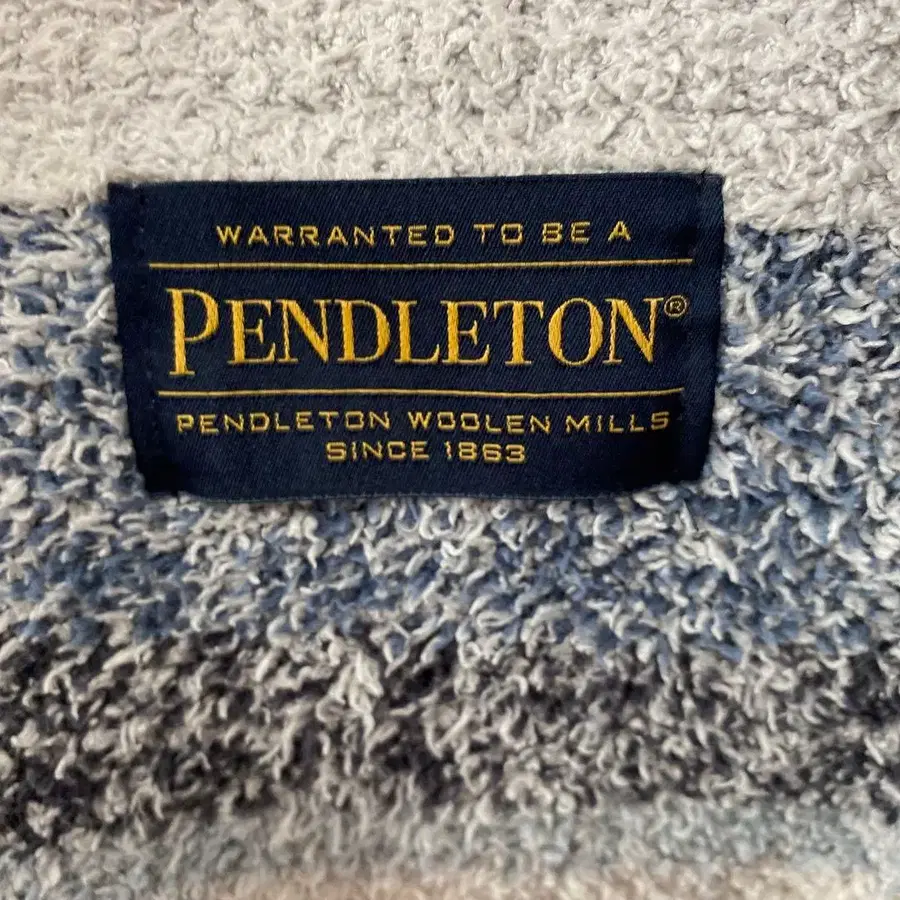 WARRANTED TO BE A
PENDLETON®
PENDLETON WOOLEN MILLS
SINCE 1863